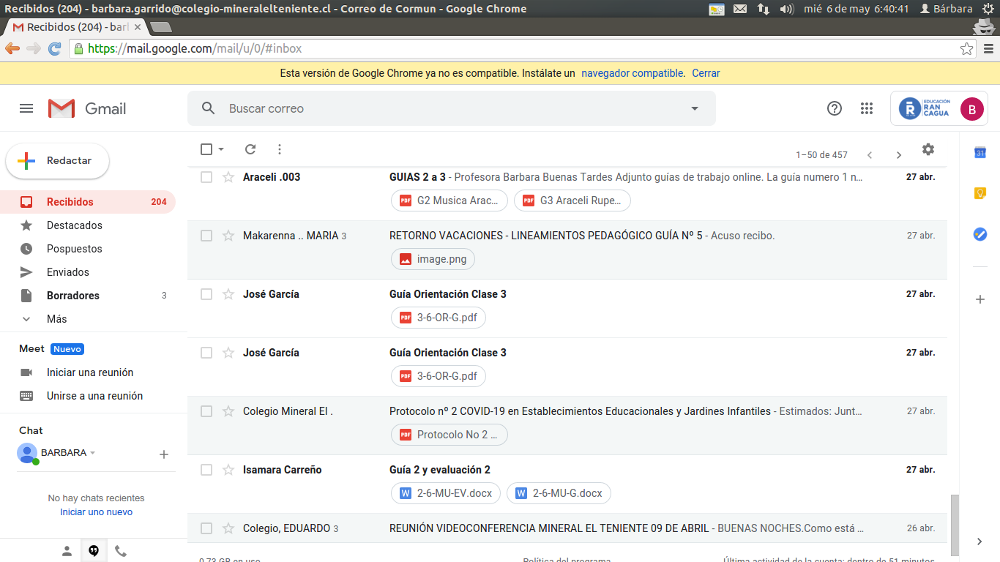 Recibidos (204) - barbara.garrido@colegio-mineralelteniente.cl - Correo de Cormun - Google Chrome
mié 6 de may 6:40:41 Bárbara
Recibidos (204) - bar
https://mail.google.com/mail/u/0/#inbox
Esta versión de Google Chrome ya no es compatible. Instálate un navegador compatible. Cerrar
Gmail
Buscar correo
EDUCACIÓN
RAN
CAGUA
B
Redactar
1–50 de 457
31
Recibidos 204
Destacados
Pospuestos
Enviados
Borradores 3
Más
Meet Nuevo
Iniciar una reunión
Unirse a una reunión
Chat
BARBARA
No hay chats recientes
Iniciar uno nuevo
Araceli .003 GUIAS 2 a 3 - Profesora Barbara Buenas Tardes Adjunto guías de trabajo online. La guía numero 1 n… 27 abr.
PDF G2 Musica Arac… PDF G3 Araceli Rupe…
Makarenna .. MARIA 3 RETORNO VACACIONES - LINEAMIENTOS PEDAGÓGICO GUÍA Nº 5 - Acuso recibo. 27 abr.
image.png
José García Guía Orientación Clase 3 27 abr.
PDF 3-6-OR-G.pdf
José García Guía Orientación Clase 3 27 abr.
PDF 3-6-OR-G.pdf
Colegio Mineral El . Protocolo nº 2 COVID-19 en Establecimientos Educacionales y Jardines Infantiles - Estimados: Junt… 27 abr.
PDF Protocolo No 2 …
Isamara Carreño Guía 2 y evaluación 2 27 abr.
W 2-6-MU-EV.docx W 2-6-MU-G.docx
Colegio, EDUARDO 3 REUNIÓN VIDEOCONFERENCIA MINERAL EL TENIENTE 09 DE ABRIL - BUENAS NOCHES.Como está … 26 abr.
0,73 GB en uso Política del programa Última actividad de la cuenta: dentro de 51 minutos